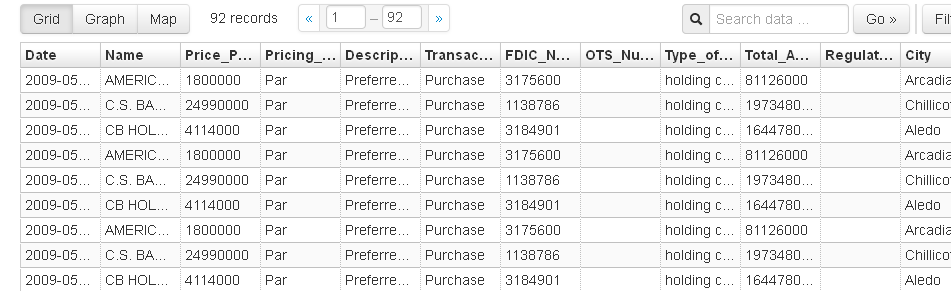 Grid Graph Map 92 records « 1 – 92 » Search data ... Go » Fil
Date Name Price_P... Pricing_... Descrip... Transac... FDIC_N... OTS_Nu... Type_of... Total_A... Regulat... City
2009-05... AMERIC... 1800000 Par Preferre... Purchase 3175600 holding c... 81126000 Arcadia
2009-05... C.S. BA... 24990000 Par Preferre... Purchase 1138786 holding c... 1973480... Chillico
2009-05... CB HOL... 4114000 Par Preferre... Purchase 3184901 holding c... 1644780... Aledo
2009-05... AMERIC... 1800000 Par Preferre... Purchase 3175600 holding c... 81126000 Arcadia
2009-05... C.S. BA... 24990000 Par Preferre... Purchase 1138786 holding c... 1973480... Chillico
2009-05... CB HOL... 4114000 Par Preferre... Purchase 3184901 holding c... 1644780... Aledo
2009-05... AMERIC... 1800000 Par Preferre... Purchase 3175600 holding c... 81126000 Arcadia
2009-05... C.S. BA... 24990000 Par Preferre... Purchase 1138786 holding c... 1973480... Chillico
2009-05... CB HOL... 4114000 Par Preferre... Purchase 3184901 holding c... 1644780... Aledo